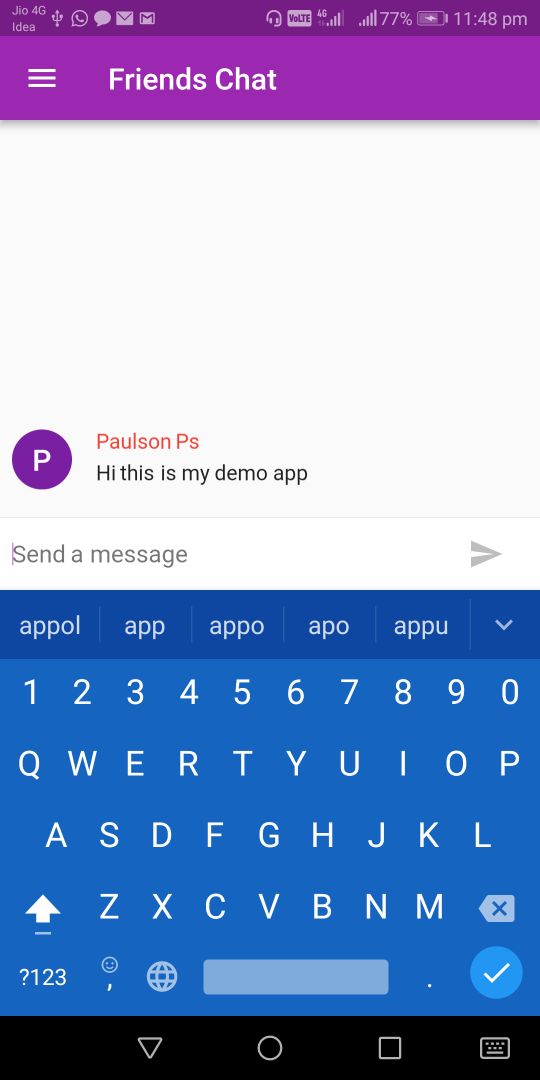 Jio 4G
Idea
VoLTE
4G
77%
11:48 pm
Friends Chat
P
Paulson Ps
Hi this is my demo app
Send a message
appol app appo apo appu
1 2 3 4 5 6 7 8 9 0
Q W E R T Y U I O P
A S D F G H J K L
Z X C V B N M
?123 , .